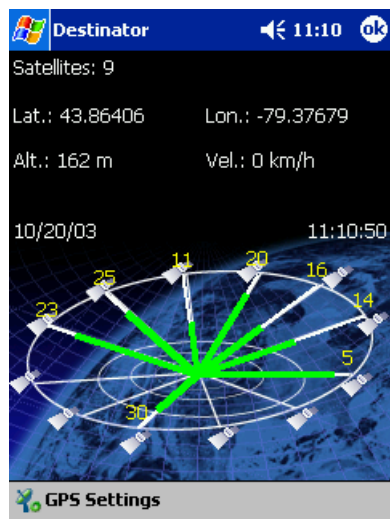 Destinator 11:10 ok
Satellites: 9
Lat.: 43.86406 Lon.: -79.37679
Alt.: 162 m Vel.: 0 km/h
10/20/03 11:10:50
11 20
25 16
23 14
5
30
GPS Settings